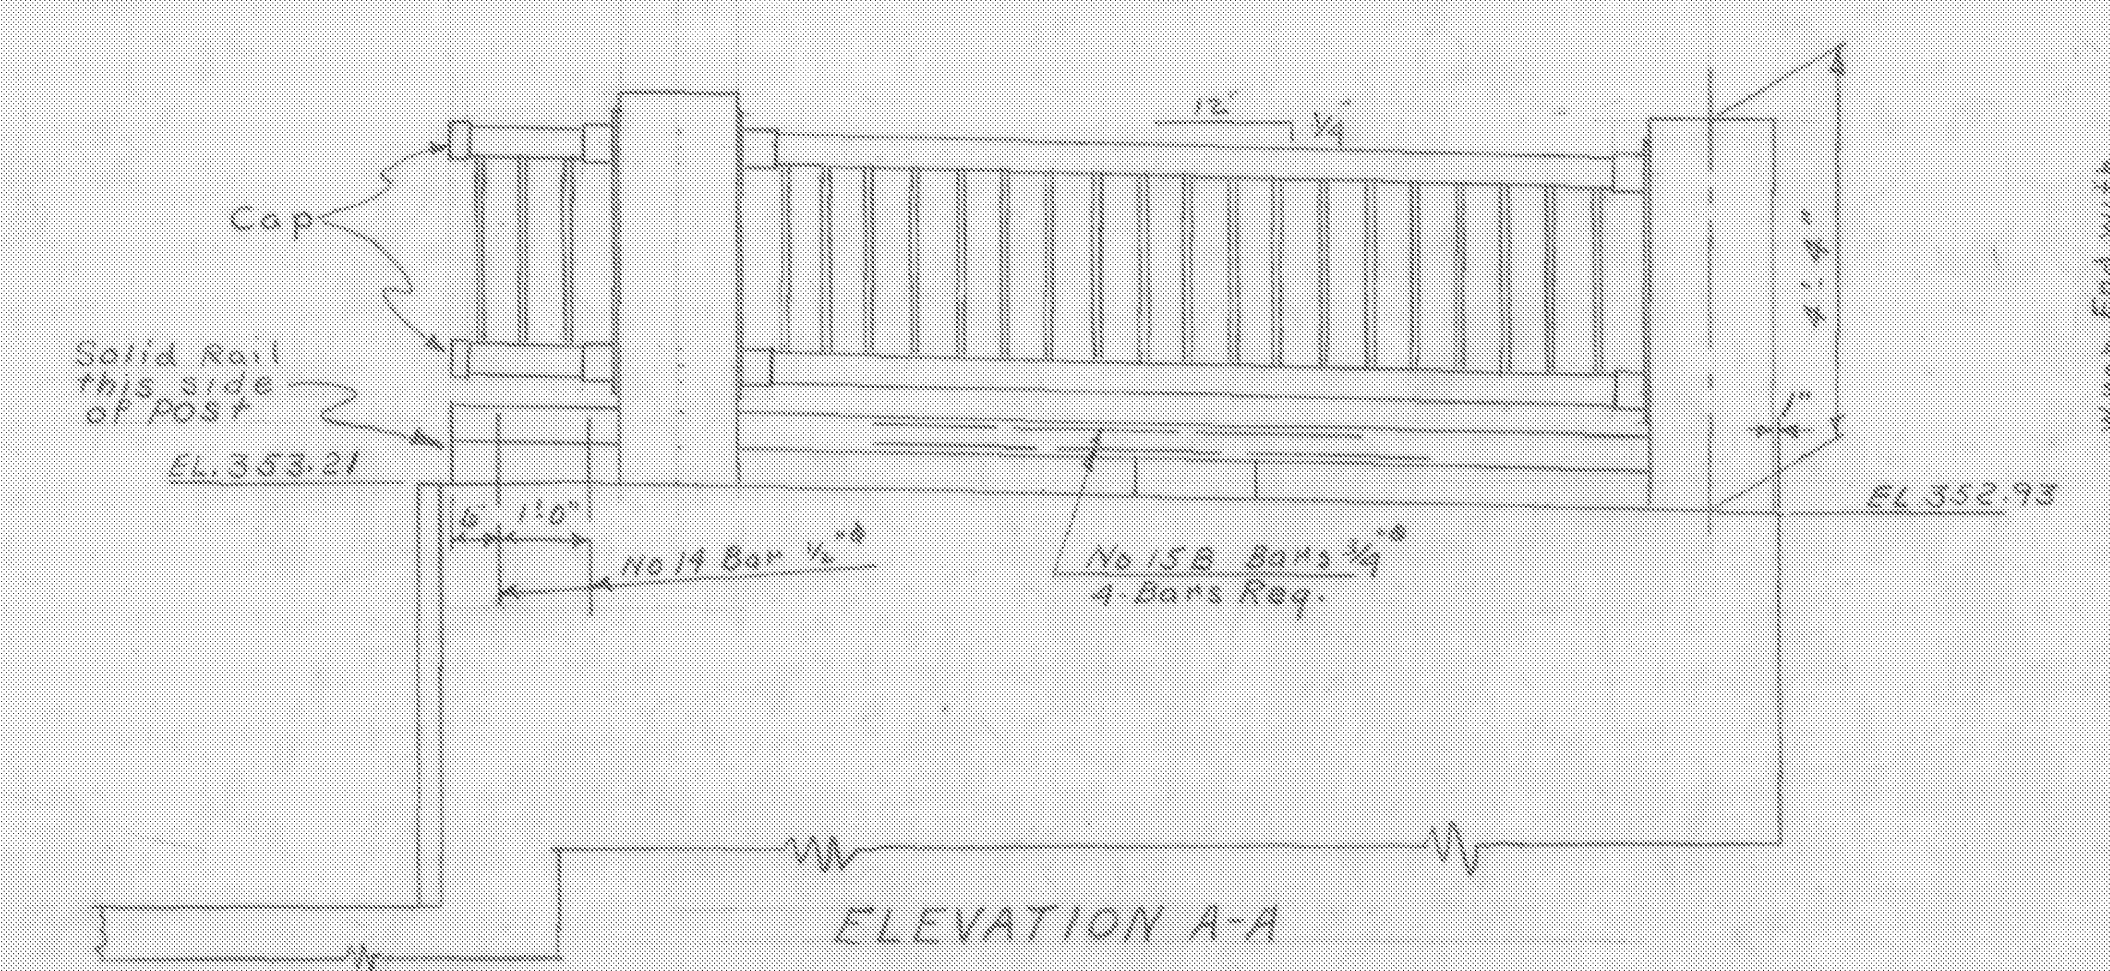 12"
1/4"
Cap
Solid Rail
this side
of Post
EL. 353.21
4'-4"
1"
EL 352.93
6" 1'-0"
No 14 Bar 1/2"ф
No 15 B Bars 3/4"ф
4-Bars Req.
ELEVATION A-A